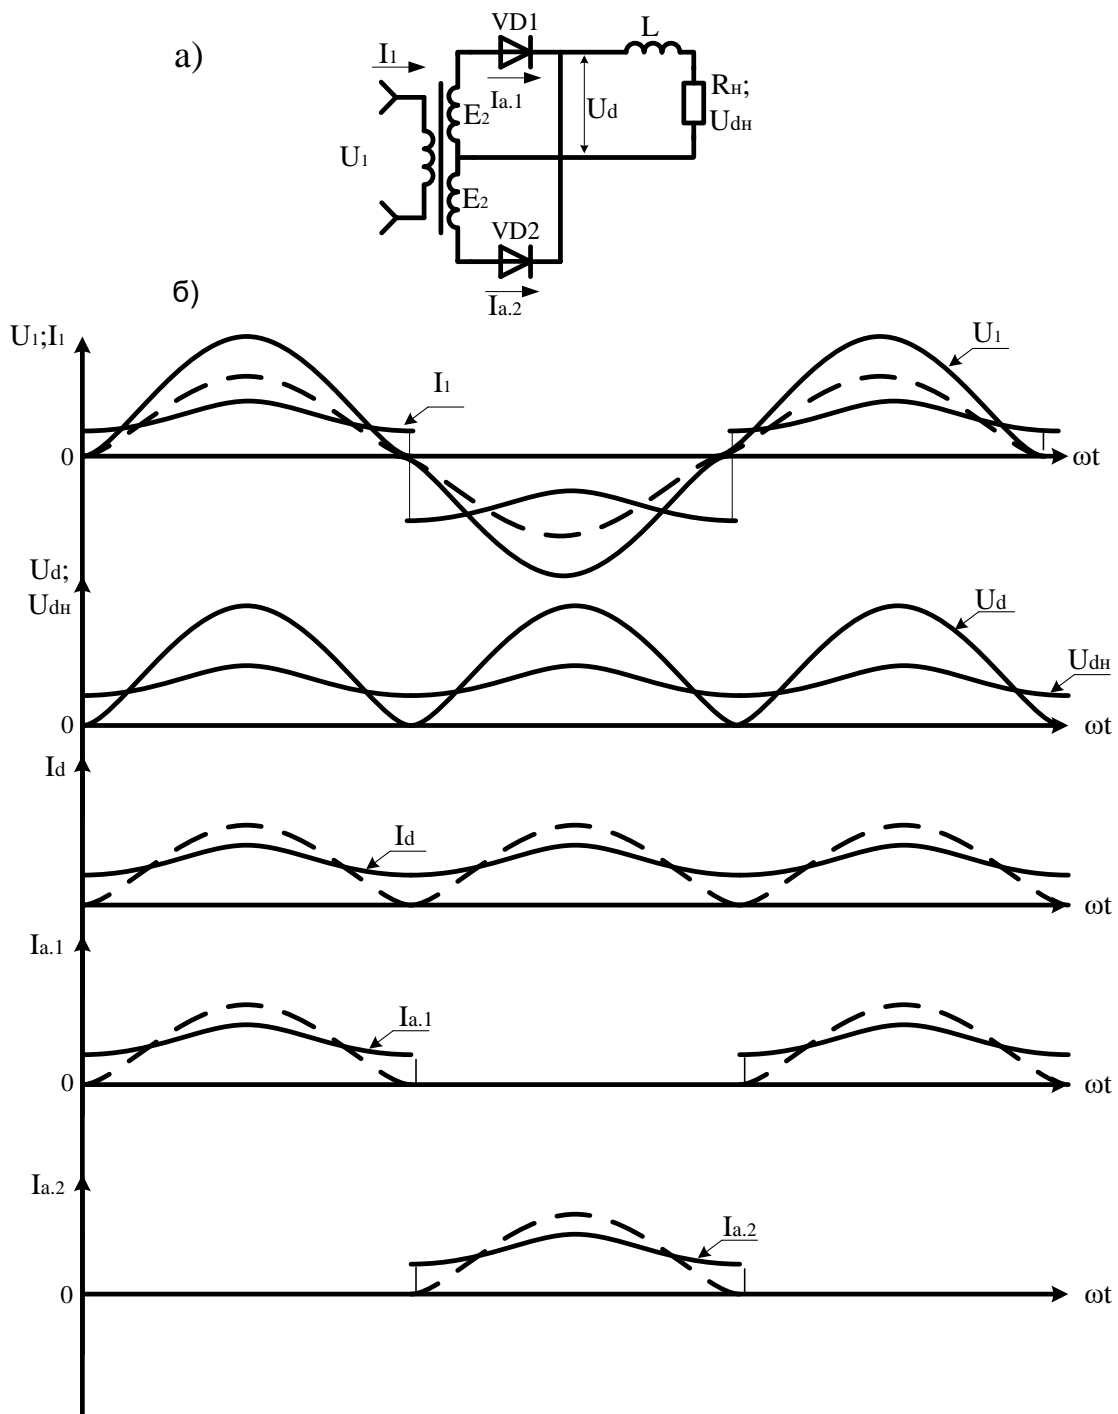 а)
VD1
L
I1
Ia.1
E2
Ud
Rн;
Udн
U1
E2
VD2
Ia.2
б)
U1;I1
U1
I1
0
ωt
Ud;
Udн
Ud
Udн
0
ωt
Id
Id
ωt
Ia.1
Ia.1
0
ωt
Ia.2
Ia.2
0
ωt